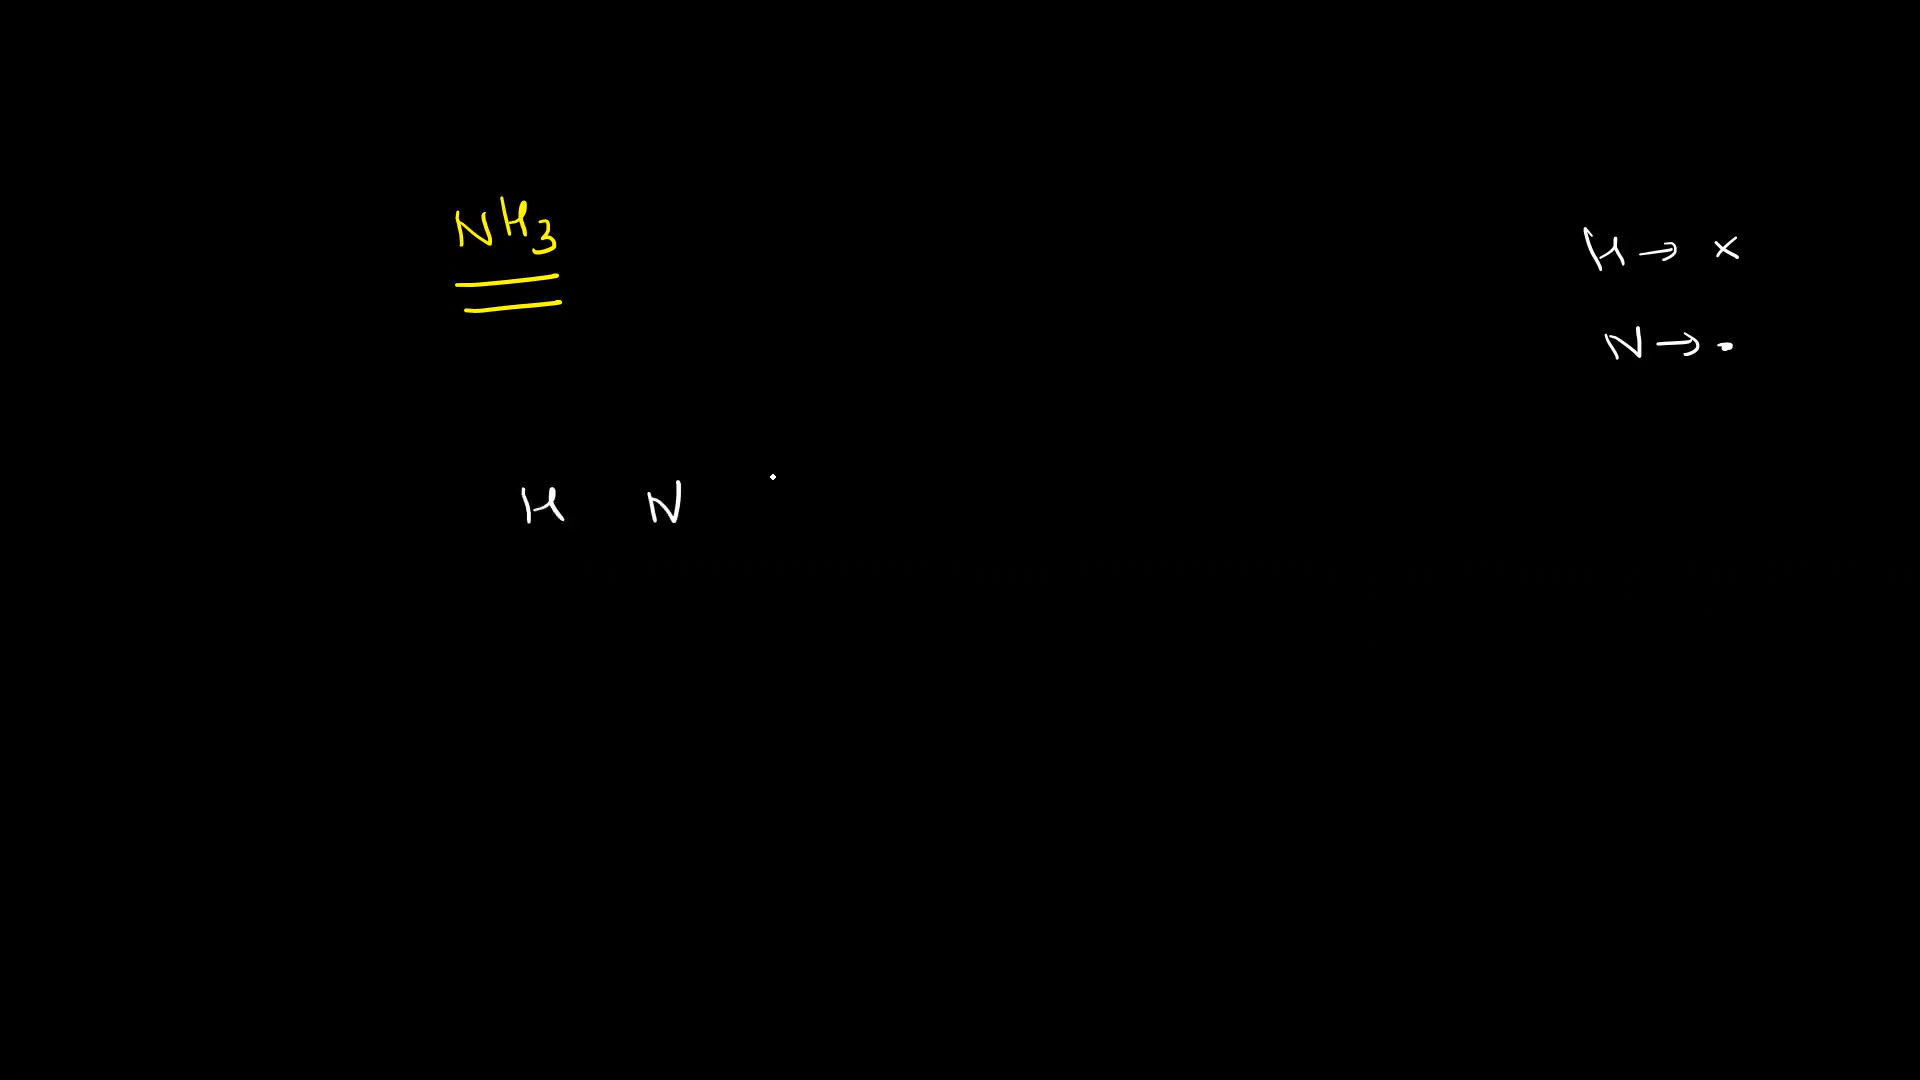 NH₃
H → ×
N → •
H N